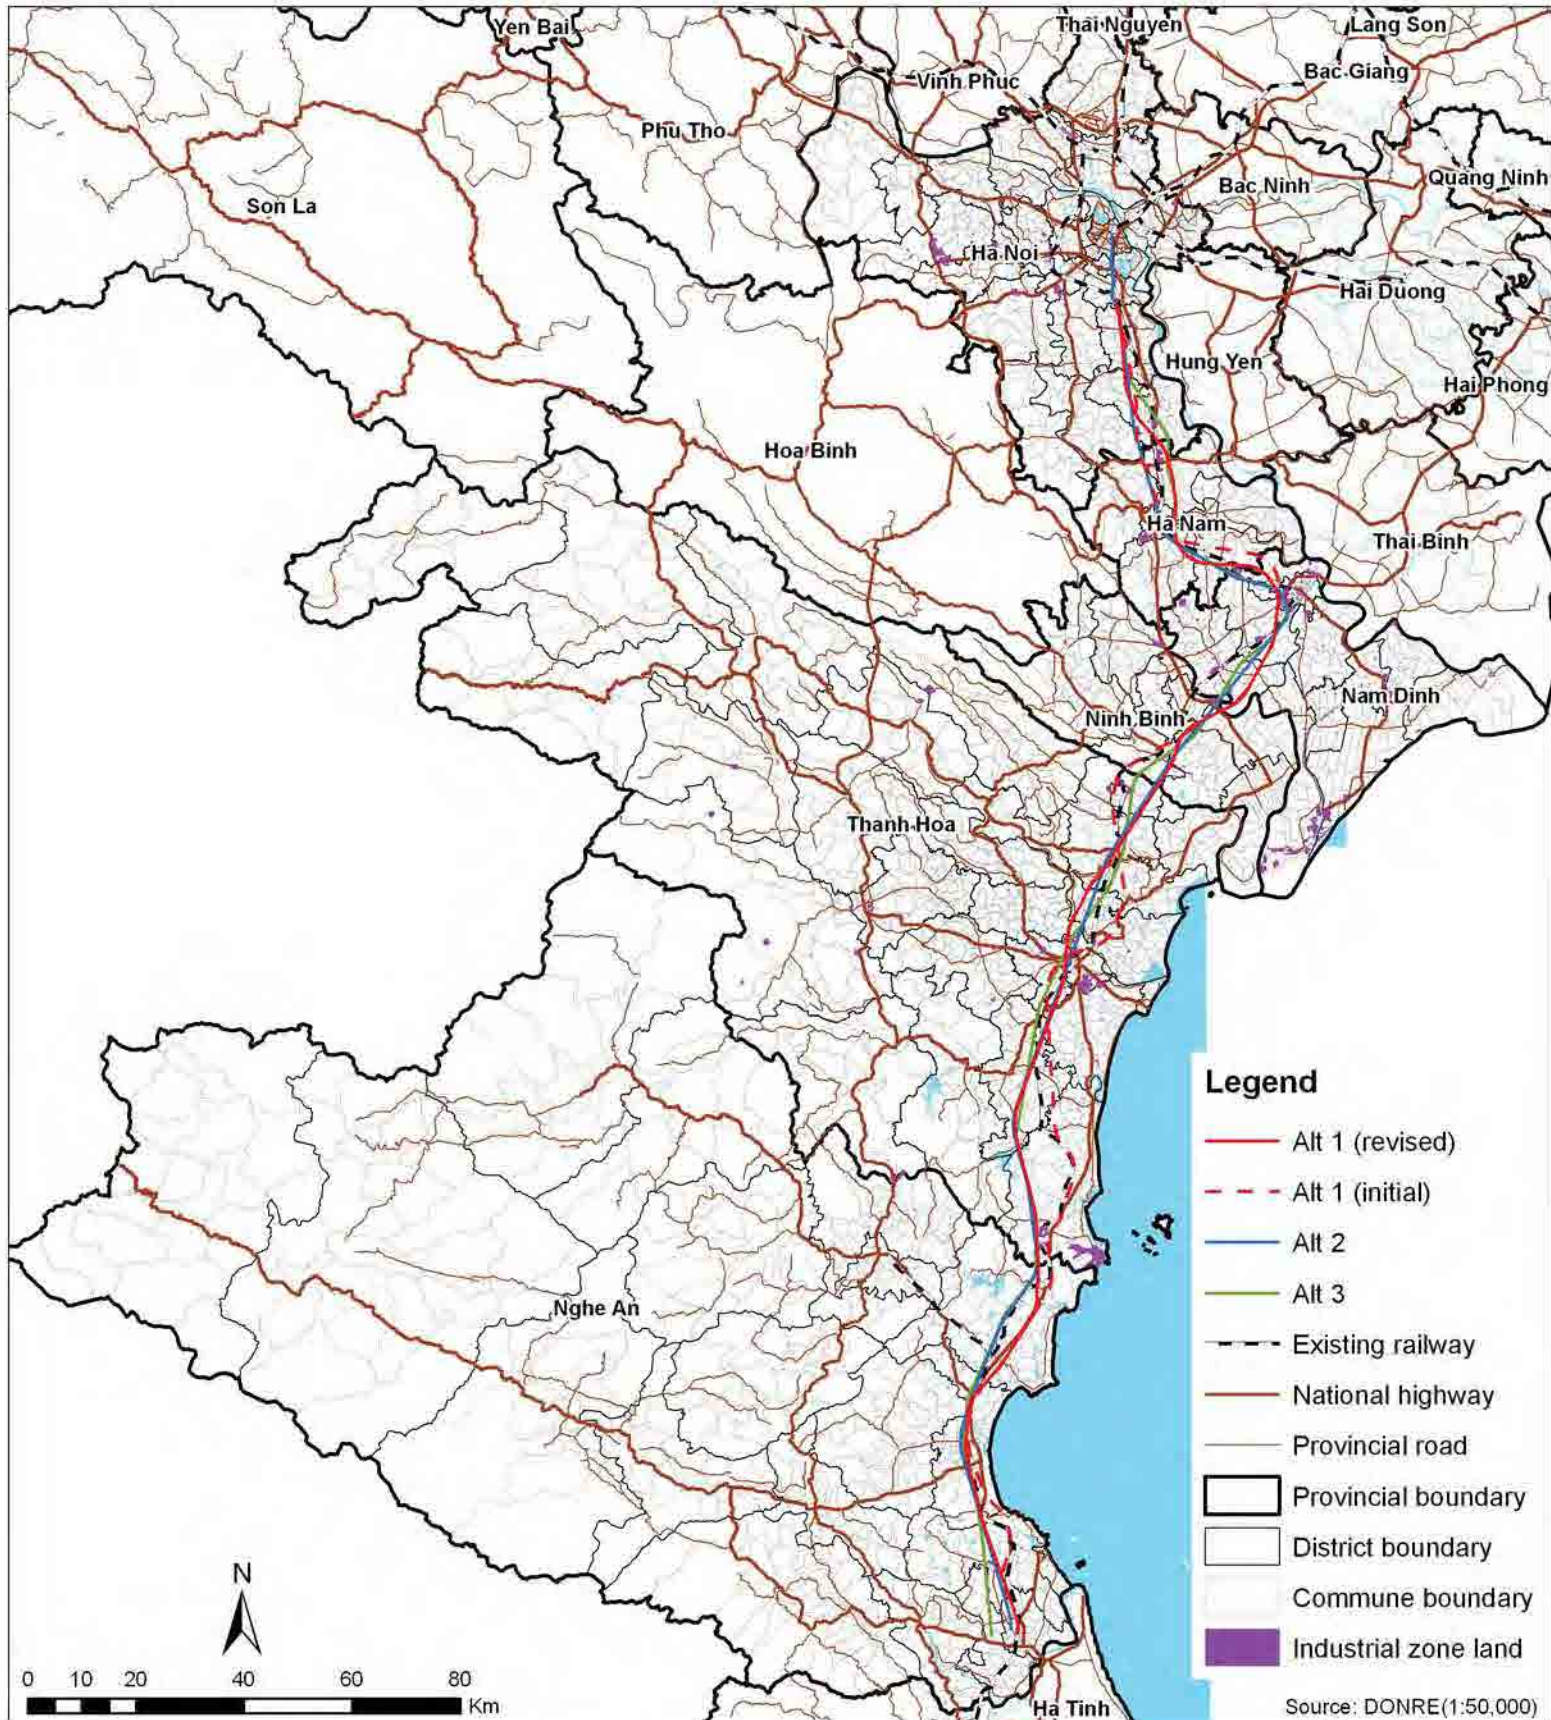 Yen Bai
Thai Nguyen
Lang Son
Vinh Phuc
Bac Giang
Phu Tho
Bac Ninh
Quang Ninh
Son La
Ha Noi
Hai Duong
Hung Yen
Hai Phong
Hoa Binh
Ha Nam
Thai Binh
Nam Dinh
Ninh Binh
Thanh Hoa
Nghe An
Ha Tinh
Legend
Alt 1 (revised)
Alt 1 (initial)
Alt 2
Alt 3
Existing railway
National highway
Provincial road
Provincial boundary
District boundary
Commune boundary
Industrial zone land
N
0 10 20 40 60 80
Km
Source: DONRE(1:50,000)